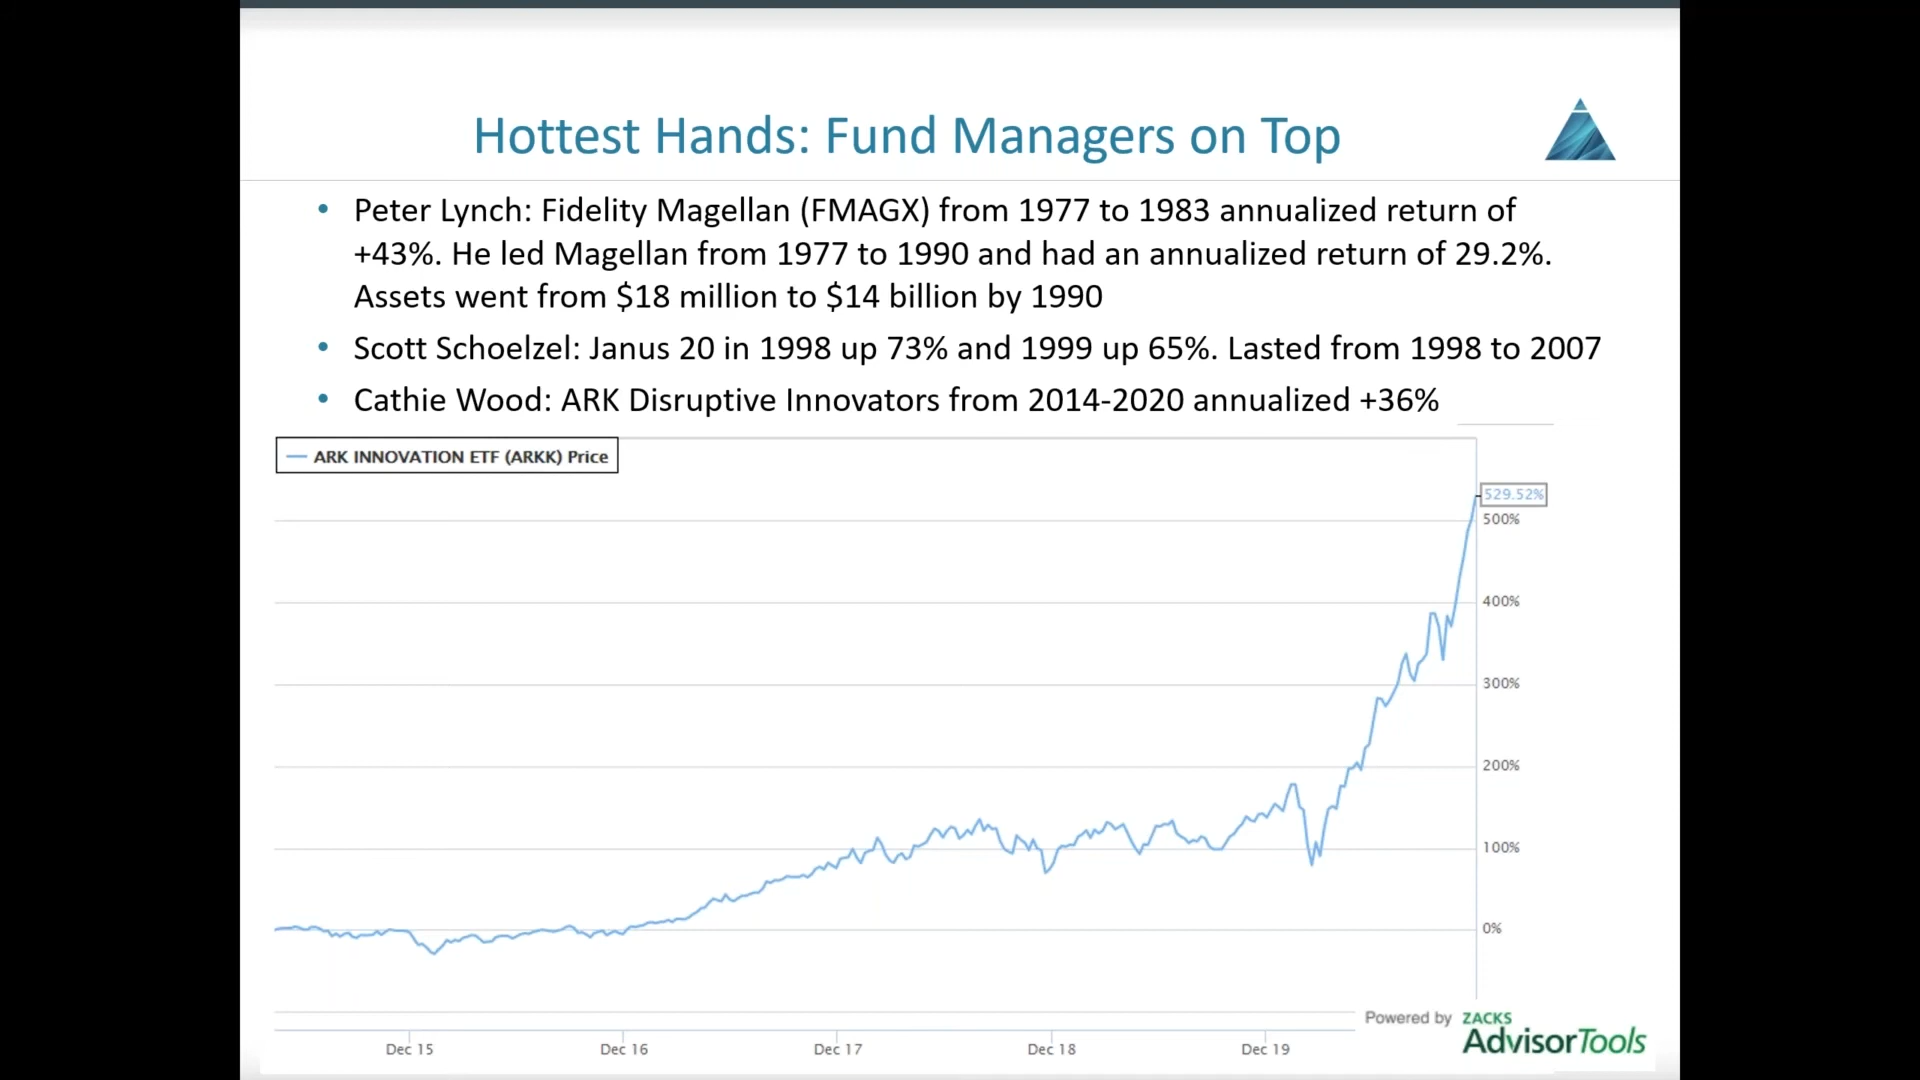 Hottest Hands: Fund Managers on Top
• Peter Lynch: Fidelity Magellan (FMAGX) from 1977 to 1983 annualized return of
+43%. He led Magellan from 1977 to 1990 and had an annualized return of 29.2%.
Assets went from $18 million to $14 billion by 1990
• Scott Schoelzel: Janus 20 in 1998 up 73% and 1999 up 65%. Lasted from 1998 to 2007
• Cathie Wood: ARK Disruptive Innovators from 2014-2020 annualized +36%
ARK INNOVATION ETF (ARKK) Price
529.52%
500%
400%
300%
200%
100%
0%
Powered by ZACKS
AdvisorTools
Dec 15 Dec 16 Dec 17 Dec 18 Dec 19